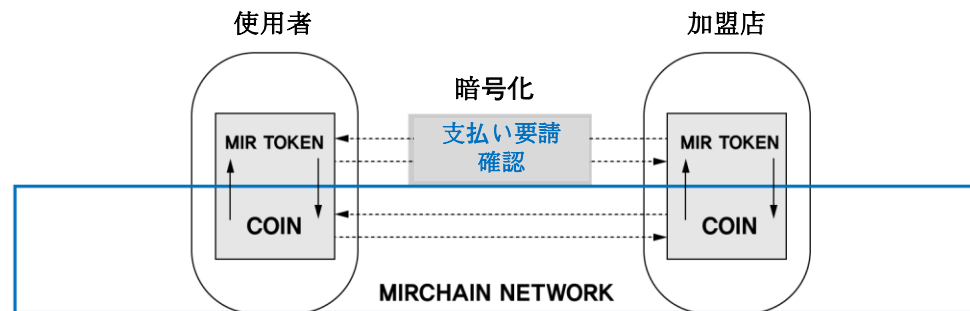 使用者
加盟店
暗号化
支払い要請
確認
MIR TOKEN
MIR TOKEN
COIN
COIN
MIRCHAIN NETWORK